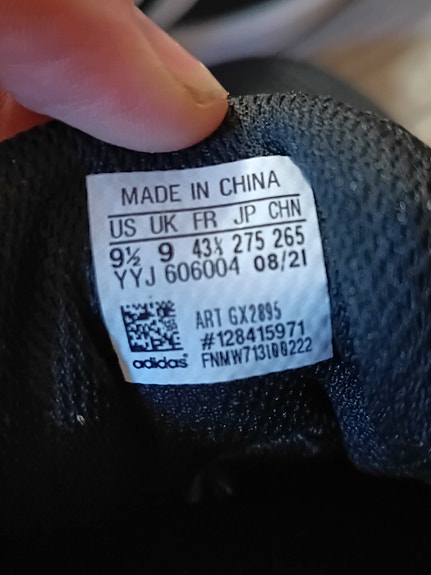 MADE IN CHINA
US UK FR JP CHN
9½ 9 43⅓ 275 265
YYJ 606004 08/21
ART GX2895
#128415971
adidas FNMW713100222